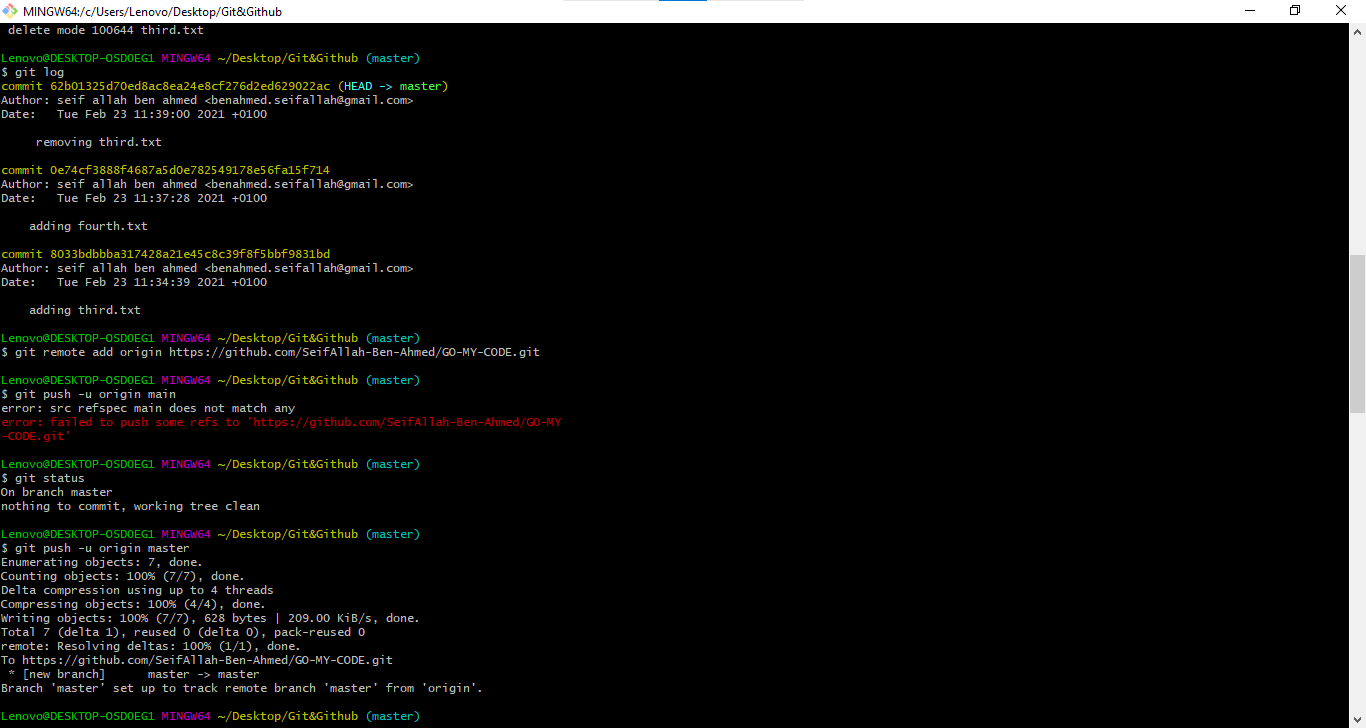 MINGW64:/c/Users/Lenovo/Desktop/Git&Github
delete mode 100644 third.txt
Lenovo@DESKTOP-OSDOEG1 MINGW64 ~/Desktop/Git&Github (master)
$ git log
commit 62b01325d70ed8ac8ea24e8cf276d2ed629022ac (HEAD -> master)
Author: seif allah ben ahmed <benahmed.seifallah@gmail.com>
Date:   Tue Feb 23 11:39:00 2021 +0100
removing third.txt
commit 0e74cf3888f4687a5d0e782549178e56fa15f714
Author: seif allah ben ahmed <benahmed.seifallah@gmail.com>
Date:   Tue Feb 23 11:37:28 2021 +0100
adding fourth.txt
commit 8033bdbbba317428a21e45c8c39f8f5bbf9831bd
Author: seif allah ben ahmed <benahmed.seifallah@gmail.com>
Date:   Tue Feb 23 11:34:39 2021 +0100
adding third.txt
Lenovo@DESKTOP-OSDOEG1 MINGW64 ~/Desktop/Git&Github (master)
$ git remote add origin https://github.com/SeifAllah-Ben-Ahmed/GO-MY-CODE.git
Lenovo@DESKTOP-OSDOEG1 MINGW64 ~/Desktop/Git&Github (master)
$ git push -u origin main
error: src refspec main does not match any
error: failed to push some refs to 'https://github.com/SeifAllah-Ben-Ahmed/GO-MY
-CODE.git'
Lenovo@DESKTOP-OSDOEG1 MINGW64 ~/Desktop/Git&Github (master)
$ git status
On branch master
nothing to commit, working tree clean
Lenovo@DESKTOP-OSDOEG1 MINGW64 ~/Desktop/Git&Github (master)
$ git push -u origin master
Enumerating objects: 7, done.
Counting objects: 100% (7/7), done.
Delta compression using up to 4 threads
Compressing objects: 100% (4/4), done.
Writing objects: 100% (7/7), 628 bytes | 209.00 KiB/s, done.
Total 7 (delta 1), reused 0 (delta 0), pack-reused 0
remote: Resolving deltas: 100% (1/1), done.
To https://github.com/SeifAllah-Ben-Ahmed/GO-MY-CODE.git
* [new branch]      master -> master
Branch 'master' set up to track remote branch 'master' from 'origin'.
Lenovo@DESKTOP-OSDOEG1 MINGW64 ~/Desktop/Git&Github (master)